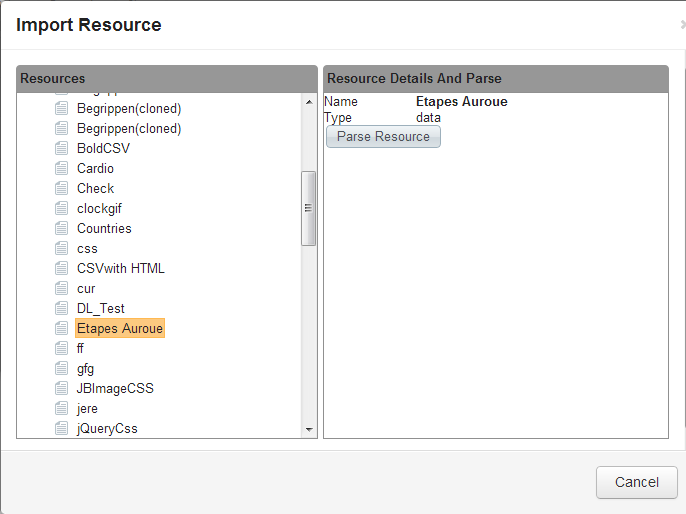 Import Resource
Resources
Begrippen(cloned)
Begrippen(cloned)
BoldCSV
Cardio
Check
clockgif
Countries
css
CSVwith HTML
cur
DL_Test
Etapes Auroue
ff
gfg
JBImageCSS
jere
jQueryCss
Resource Details And Parse
Name Etapes Auroue
Type data
Parse Resource
Cancel